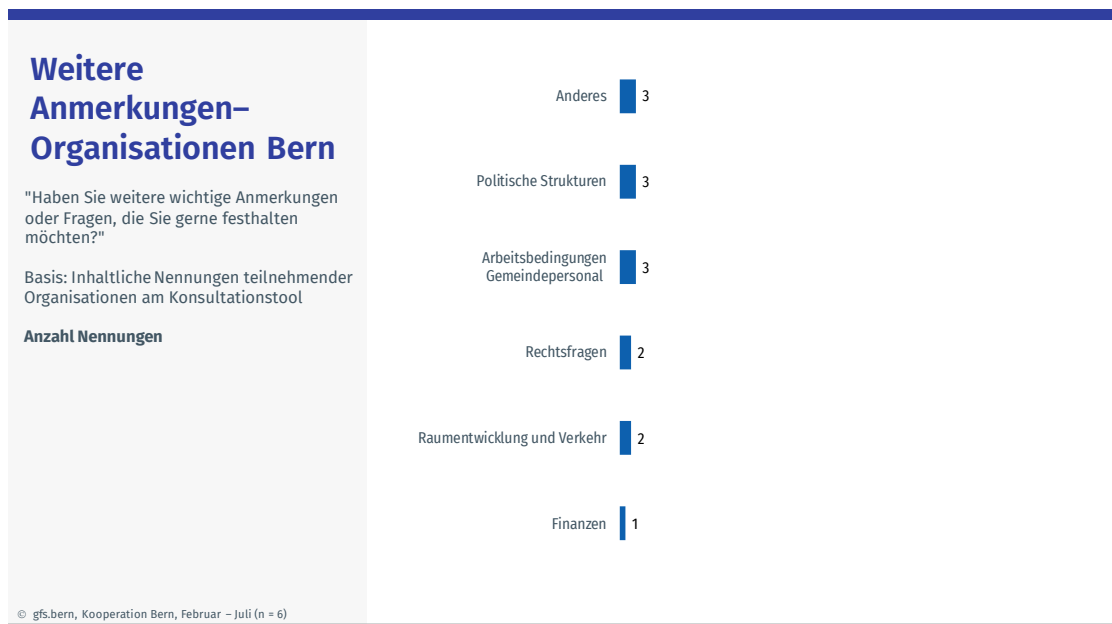 Weitere
Anmerkungen–
Organisationen Bern
"Haben Sie weitere wichtige Anmerkungen
oder Fragen, die Sie gerne festhalten
möchten?"
Basis: Inhaltliche Nennungen teilnehmender
Organisationen am Konsultationstool
Anzahl Nennungen
Anderes 3
Politische Strukturen 3
Arbeitsbedingungen
Gemeindepersonal 3
Rechtsfragen 2
Raumentwicklung und Verkehr 2
Finanzen 1
© gfs.bern, Kooperation Bern, Februar – Juli (n = 6)